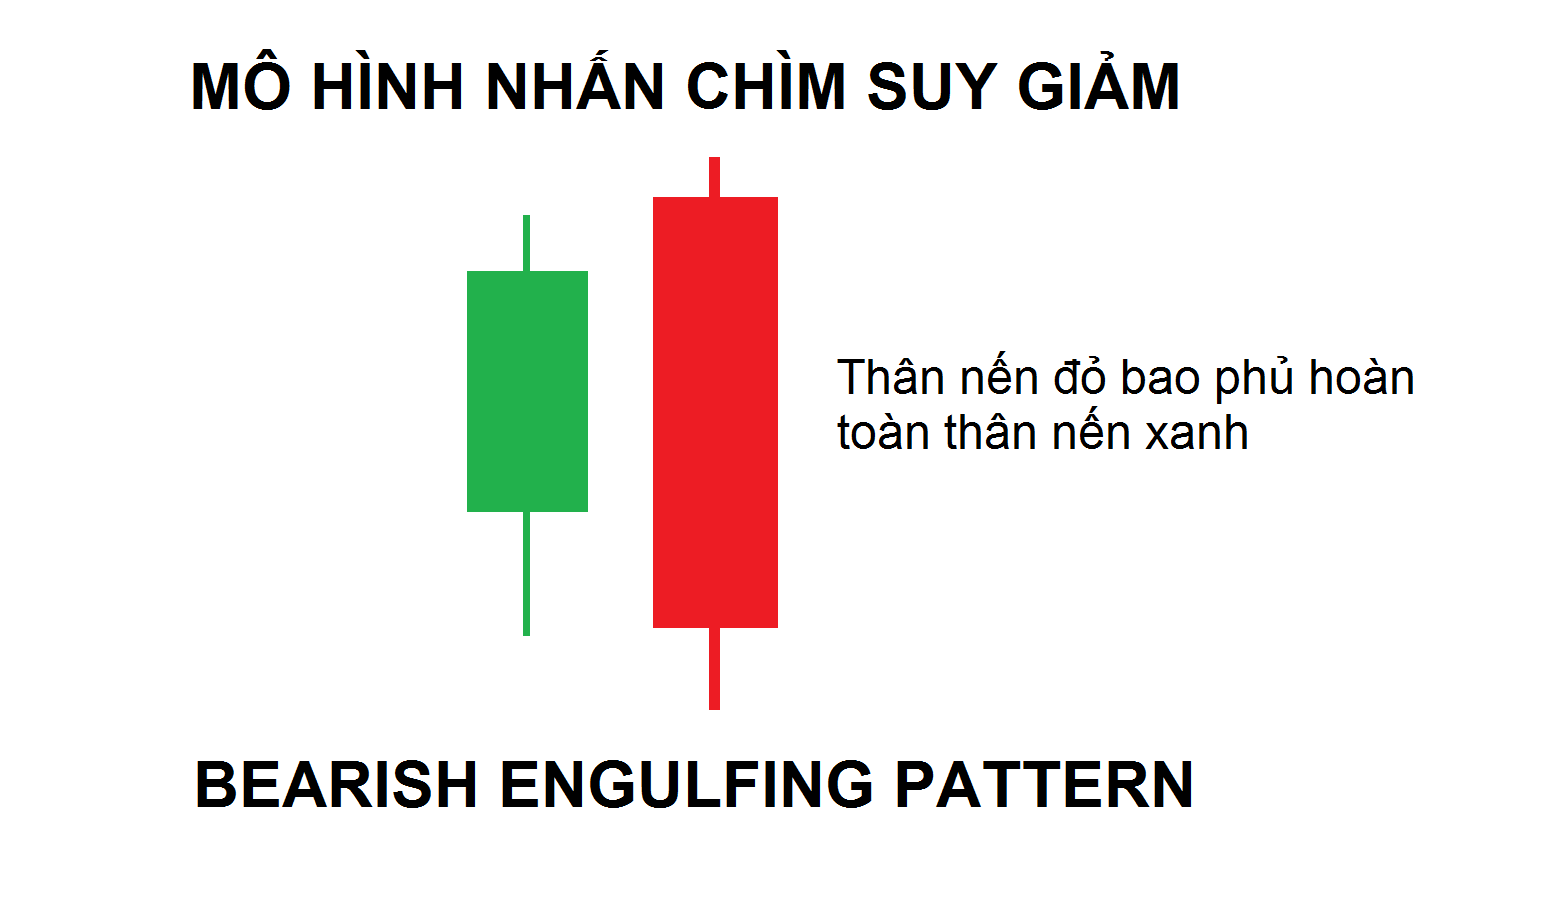 MÔ HÌNH NHẤN CHÌM SUY GIẢM
Thân nến đỏ bao phủ hoàn
toàn thân nến xanh
BEARISH ENGULFING PATTERN